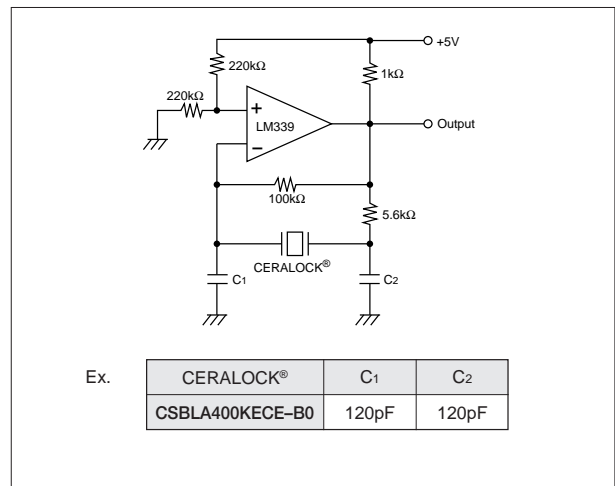 +5V
220kΩ
1kΩ
220kΩ
+
LM339
Output
−
100kΩ
5.6kΩ
CERALOCK®
C1
C2
Ex.
CERALOCK® C1 C2
CSBLA400KECE–B0 120pF 120pF